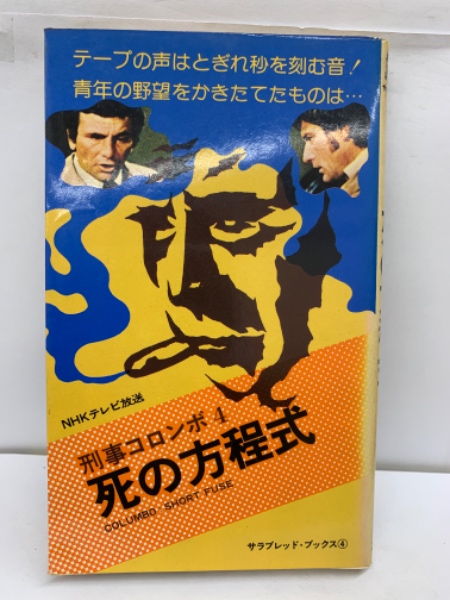 テープの声はとぎれ秒を刻む音！
青年の野望をかきたてたものは…
NHKテレビ放送
刑事コロンボ4
死の方程式
COLUMBO SHORT FUSE
サラブレッド・ブックス④